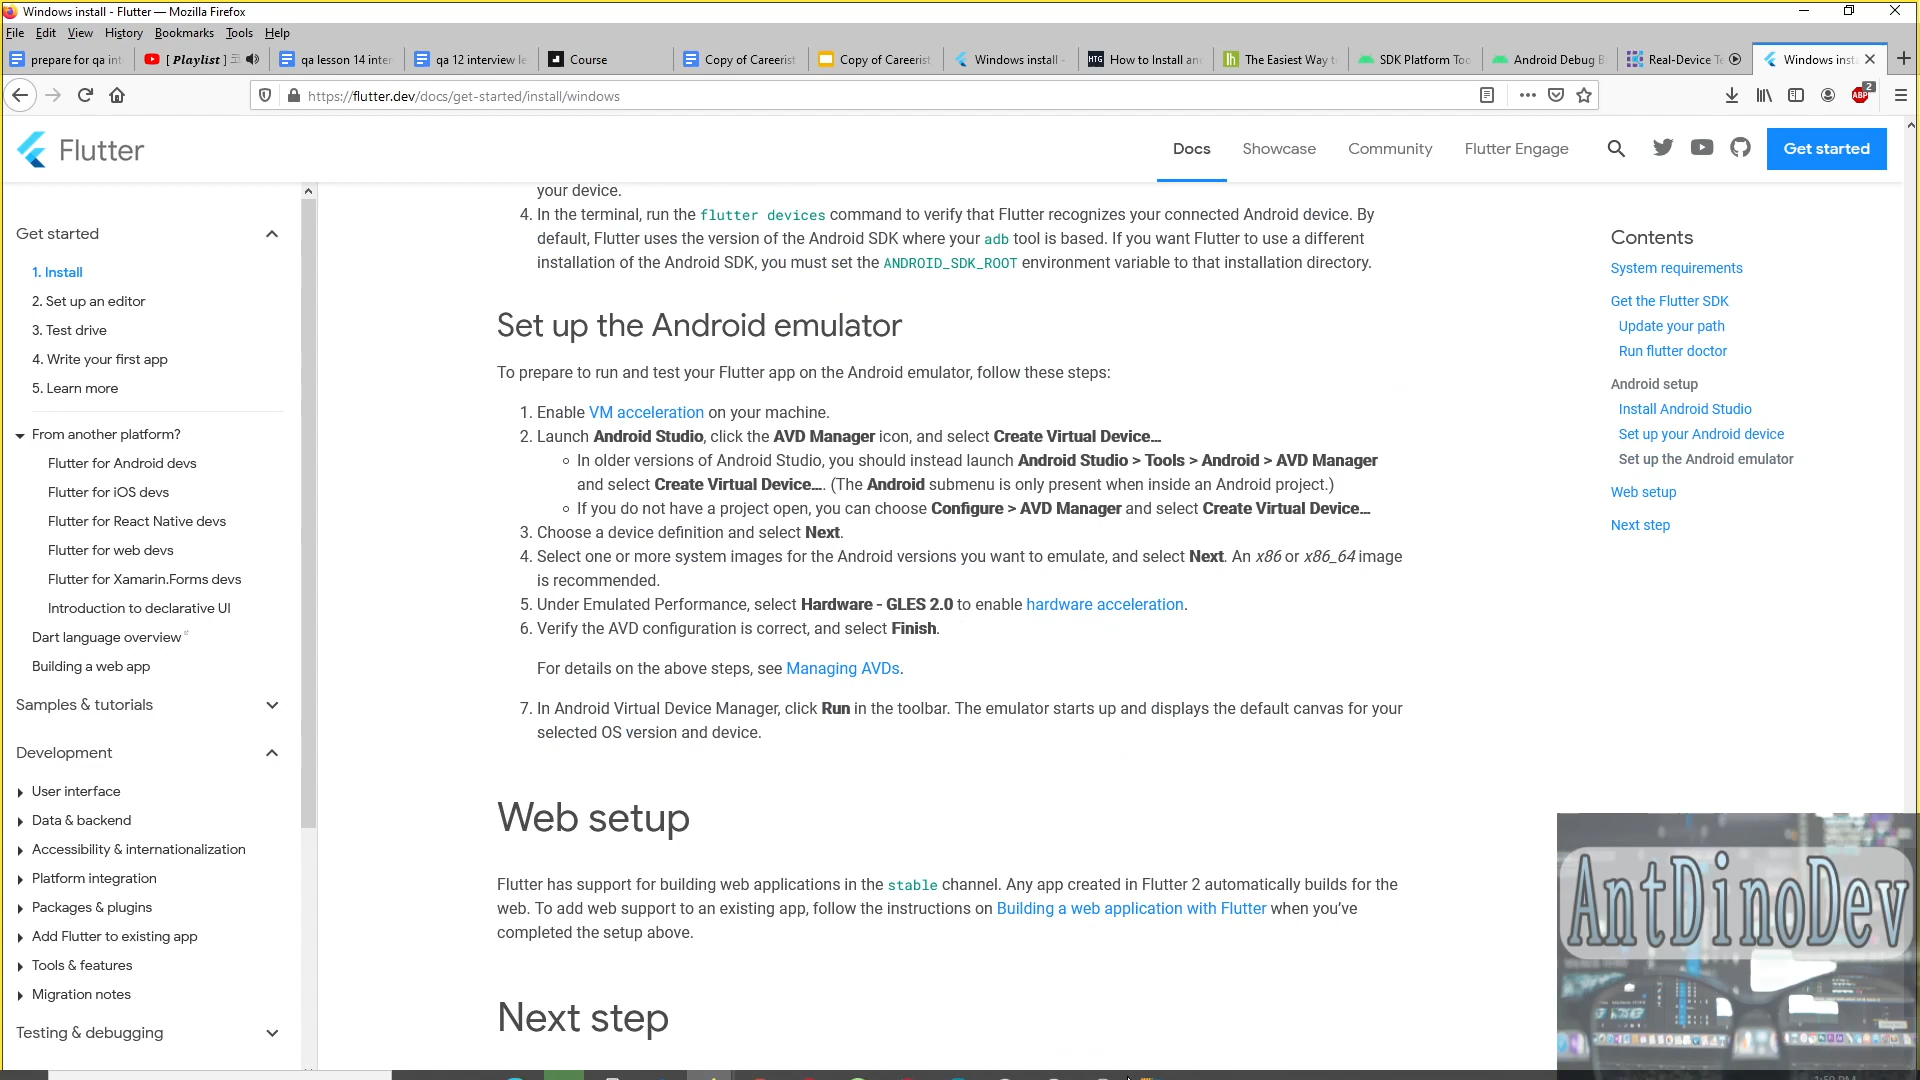 Windows install - Flutter — Mozilla Firefox
File Edit View History Bookmarks Tools Help
prepare for qa int
[ Playlist ]
qa lesson 14 inter
qa 12 interview le
Course
Copy of Careerist
Copy of Careerist
Windows install -
HTG How to Install an
lh The Easiest Way t
SDK Platform Too
Android Debug B
Real-Device Te
Windows insta
https://flutter.dev/docs/get-started/install/windows
ABP 2
Flutter
Docs Showcase Community Flutter Engage Get started
Get started
1. Install
2. Set up an editor
3. Test drive
4. Write your first app
5. Learn more
From another platform?
Flutter for Android devs
Flutter for iOS devs
Flutter for React Native devs
Flutter for web devs
Flutter for Xamarin.Forms devs
Introduction to declarative UI
Dart language overview
Building a web app
Samples & tutorials
Development
User interface
Data & backend
Accessibility & internationalization
Platform integration
Packages & plugins
Add Flutter to existing app
Tools & features
Migration notes
Testing & debugging
your device.
4. In the terminal, run the flutter devices command to verify that Flutter recognizes your connected Android device. By
default, Flutter uses the version of the Android SDK where your adb tool is based. If you want Flutter to use a different
installation of the Android SDK, you must set the ANDROID_SDK_ROOT environment variable to that installation directory.
Set up the Android emulator
To prepare to run and test your Flutter app on the Android emulator, follow these steps:
1. Enable VM acceleration on your machine.
2. Launch Android Studio, click the AVD Manager icon, and select Create Virtual Device…
In older versions of Android Studio, you should instead launch Android Studio > Tools > Android > AVD Manager
and select Create Virtual Device…. (The Android submenu is only present when inside an Android project.)
If you do not have a project open, you can choose Configure > AVD Manager and select Create Virtual Device…
3. Choose a device definition and select Next.
4. Select one or more system images for the Android versions you want to emulate, and select Next. An x86 or x86_64 image
is recommended.
5. Under Emulated Performance, select Hardware - GLES 2.0 to enable hardware acceleration.
6. Verify the AVD configuration is correct, and select Finish.
For details on the above steps, see Managing AVDs.
7. In Android Virtual Device Manager, click Run in the toolbar. The emulator starts up and displays the default canvas for your
selected OS version and device.
Web setup
Flutter has support for building web applications in the stable channel. Any app created in Flutter 2 automatically builds for the
web. To add web support to an existing app, follow the instructions on Building a web application with Flutter when you've
completed the setup above.
Next step
Contents
System requirements
Get the Flutter SDK
Update your path
Run flutter doctor
Android setup
Install Android Studio
Set up your Android device
Set up the Android emulator
Web setup
Next step
AntDinoDev